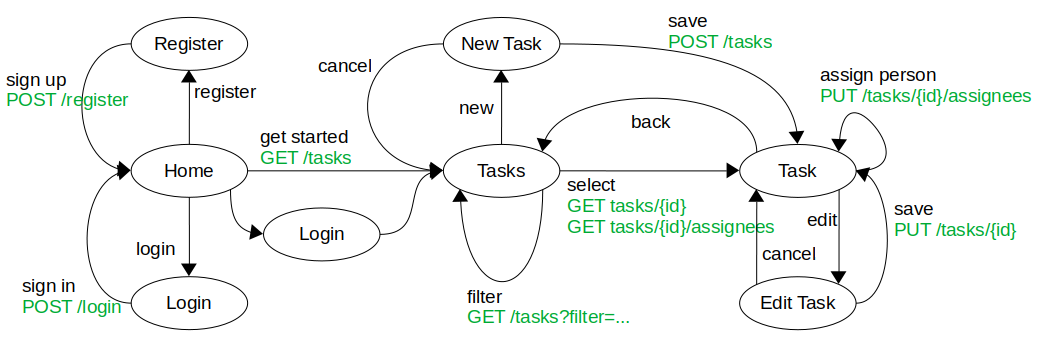 Register
New Task
save
POST /tasks
sign up
POST /register
register
cancel
new
assign person
PUT /tasks/{id}/assignees
back
get started
GET /tasks
Home
Tasks
Task
select
GET tasks/{id}
GET tasks/{id}/assignees
Login
login
edit
save
PUT /tasks/{id}
cancel
sign in
POST /login
Login
filter
GET /tasks?filter=...
Edit Task